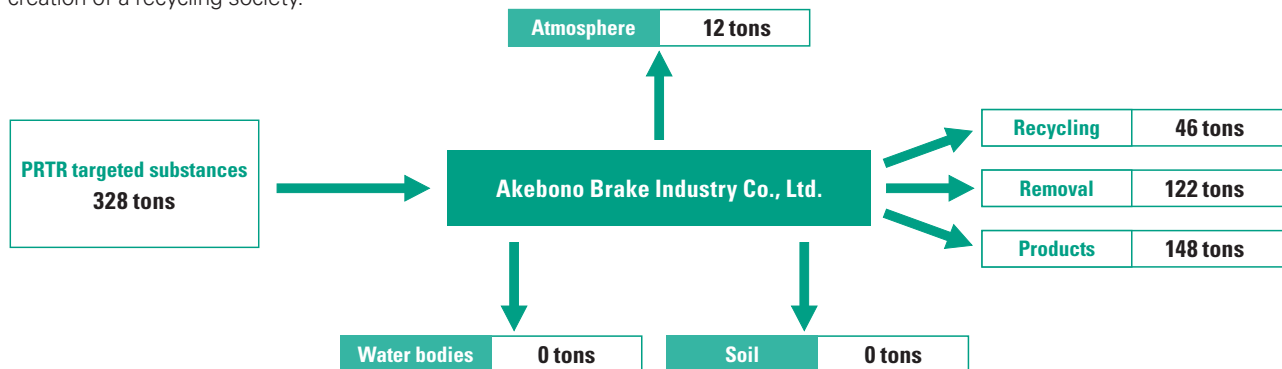 creation of a recycling society.
Atmosphere 12 tons
PRTR targeted substances
328 tons
Akebono Brake Industry Co., Ltd.
Recycling 46 tons
Removal 122 tons
Products 148 tons
Water bodies 0 tons
Soil 0 tons